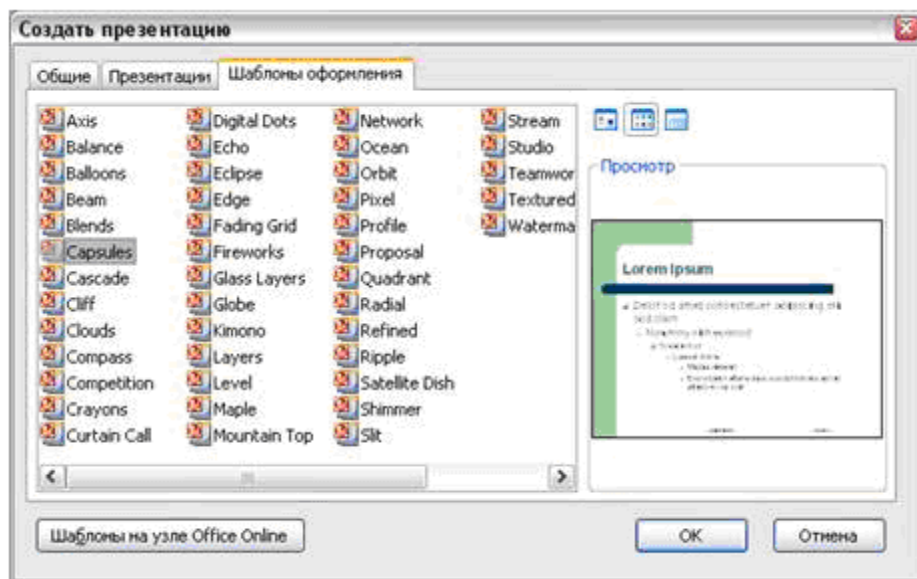 Создать презентацию
Общие
Презентации
Шаблоны оформления
Axis
Balance
Balloons
Beam
Blends
Capsules
Cascade
Cliff
Clouds
Compass
Competition
Crayons
Curtain Call
Digital Dots
Echo
Eclipse
Edge
Fading Grid
Fireworks
Glass Layers
Globe
Kimono
Layers
Level
Maple
Mountain Top
Network
Ocean
Orbit
Pixel
Profile
Proposal
Quadrant
Radial
Refined
Ripple
Satellite Dish
Shimmer
Slit
Stream
Studio
Teamwor
Textured
Waterma
Просмотр
Lorem Ipsum
Шаблоны на узле Office Online
ОК
Отмена